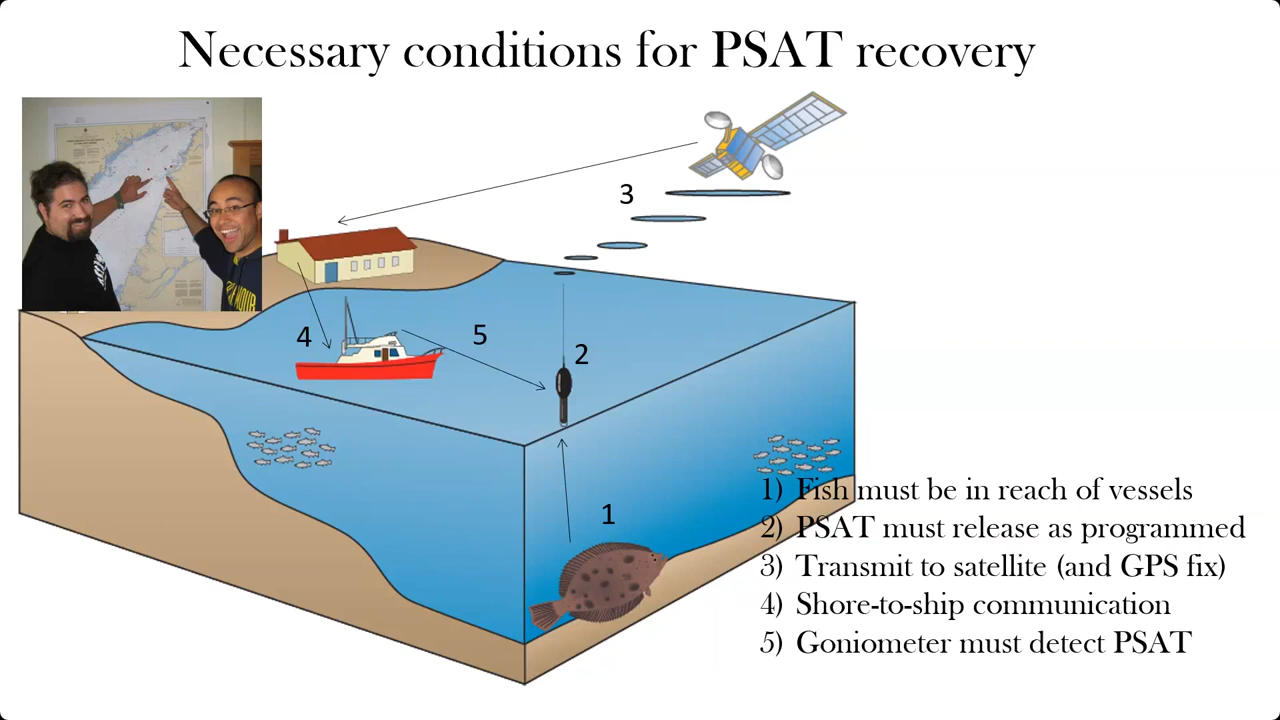 Necessary conditions for PSAT recovery
3
4
5
2
1
1) Fish must be in reach of vessels
2) PSAT must release as programmed
3) Transmit to satellite (and GPS fix)
4) Shore-to-ship communication
5) Goniometer must detect PSAT